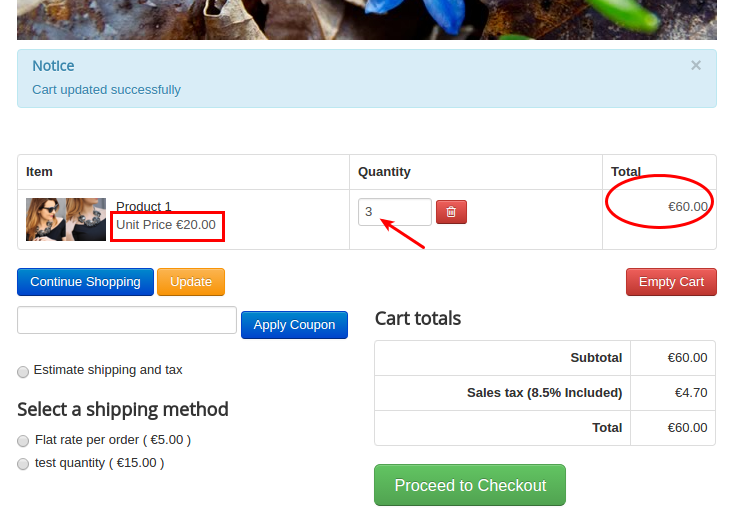 Notice
×
Cart updated successfully
Item Quantity Total
Product 1
Unit Price €20.00
3
€60.00
Continue Shopping Update Empty Cart
Apply Coupon
Estimate shipping and tax
Select a shipping method
Flat rate per order ( €5.00 )
test quantity ( €15.00 )
Cart totals
Subtotal €60.00
Sales tax (8.5% Included) €4.70
Total €60.00
Proceed to Checkout